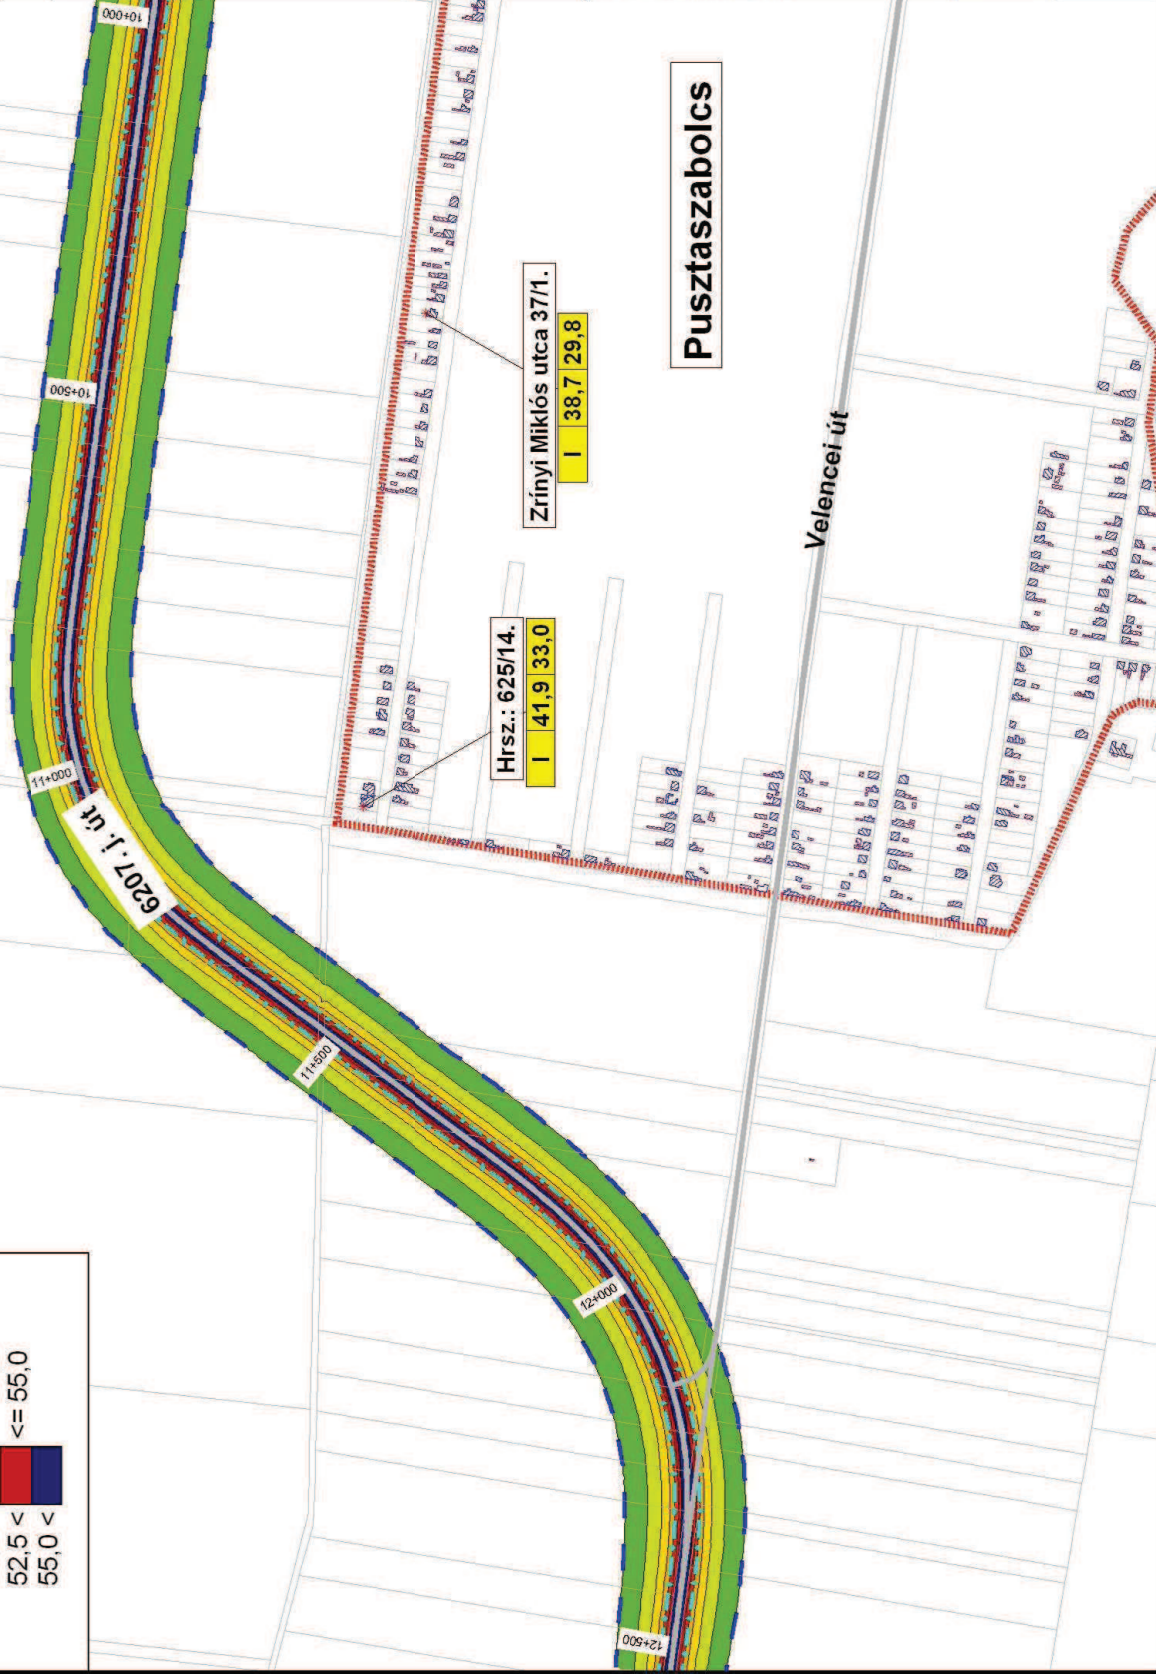 52,5 < <= 55,0
55,0 <
10+000
10+500
11+000
6207. j. út
11+500
12+000
12+500
Hrsz.: 625/14.
I 41,9 33,0
Zrínyi Miklós utca 37/1.
I 38,7 29,8
Pusztaszabolcs
Velencei út